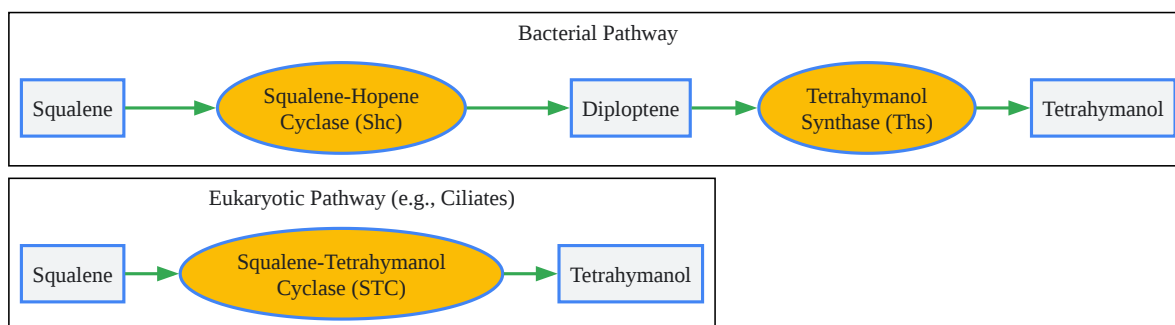 Bacterial Pathway
Squalene
Squalene-Hopene
Cyclase (Shc)
Diploptene
Tetrahymanol
Synthase (Ths)
Tetrahymanol
Eukaryotic Pathway (e.g., Ciliates)
Squalene
Squalene-Tetrahymanol
Cyclase (STC)
Tetrahymanol